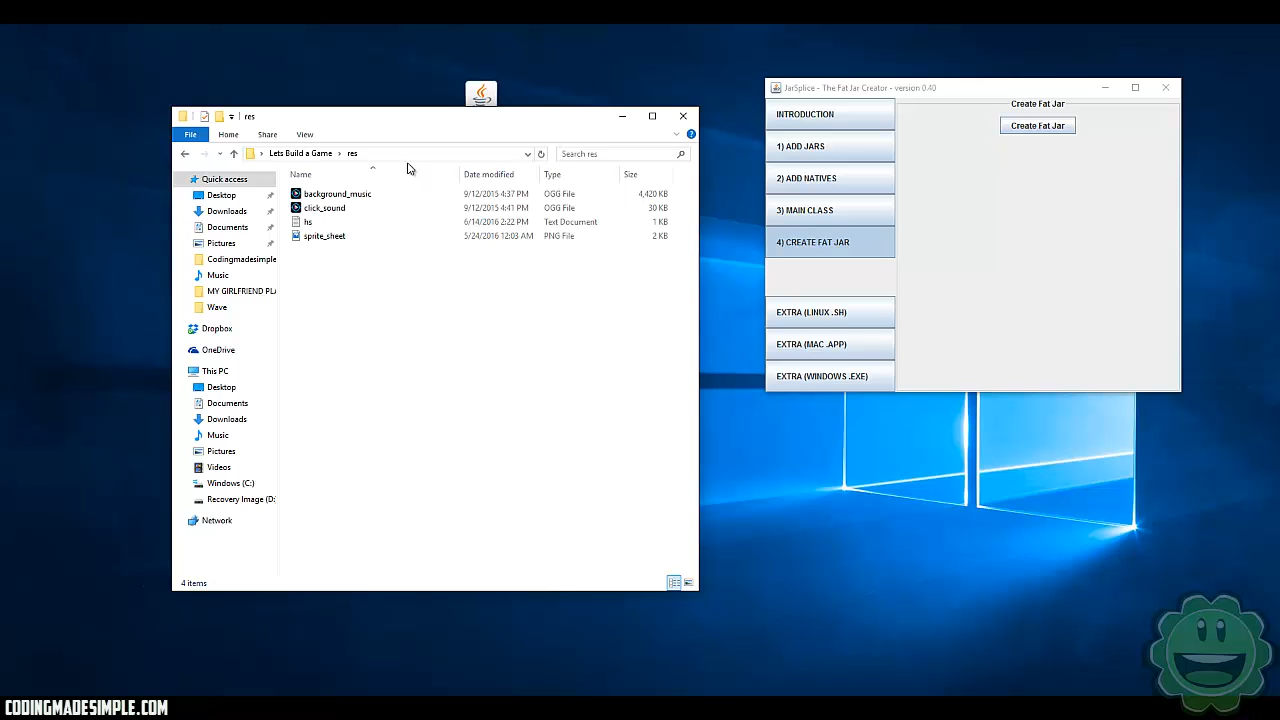 res
File
Home
Share
View
Lets Build a Game
res
Search res
Name
Date modified
Type
Size
Quick access
Desktop
Downloads
Documents
Pictures
Codingmadesimple
Music
MY GIRLFRIEND PLA
Wave
Dropbox
OneDrive
This PC
Desktop
Documents
Downloads
Music
Pictures
Videos
Windows (C:)
Recovery Image (D:
Network
background_music 9/12/2015 4:37 PM OGG File 4,420 KB
click_sound 9/12/2015 4:41 PM OGG File 30 KB
hs 6/14/2016 2:22 PM Text Document 1 KB
sprite_sheet 5/24/2016 12:03 AM PNG File 2 KB
4 items
JarSplice - The Fat Jar Creator - version 0.40
INTRODUCTION
1) ADD JARS
2) ADD NATIVES
3) MAIN CLASS
4) CREATE FAT JAR
EXTRA (LINUX .SH)
EXTRA (MAC .APP)
EXTRA (WINDOWS .EXE)
Create Fat Jar
Create Fat Jar
CODINGMADESIMPLE.COM